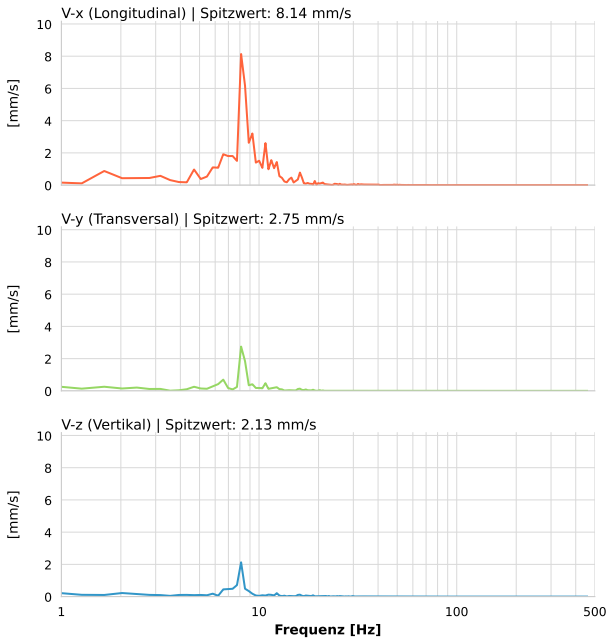 V-x (Longitudinal) | Spitzwert: 8.14 mm/s
10
8
6
4
2
0
[mm/s]
V-y (Transversal) | Spitzwert: 2.75 mm/s
10
8
6
4
2
0
[mm/s]
V-z (Vertikal) | Spitzwert: 2.13 mm/s
10
8
6
4
2
0
[mm/s]
1 10 100 500
Frequenz [Hz]